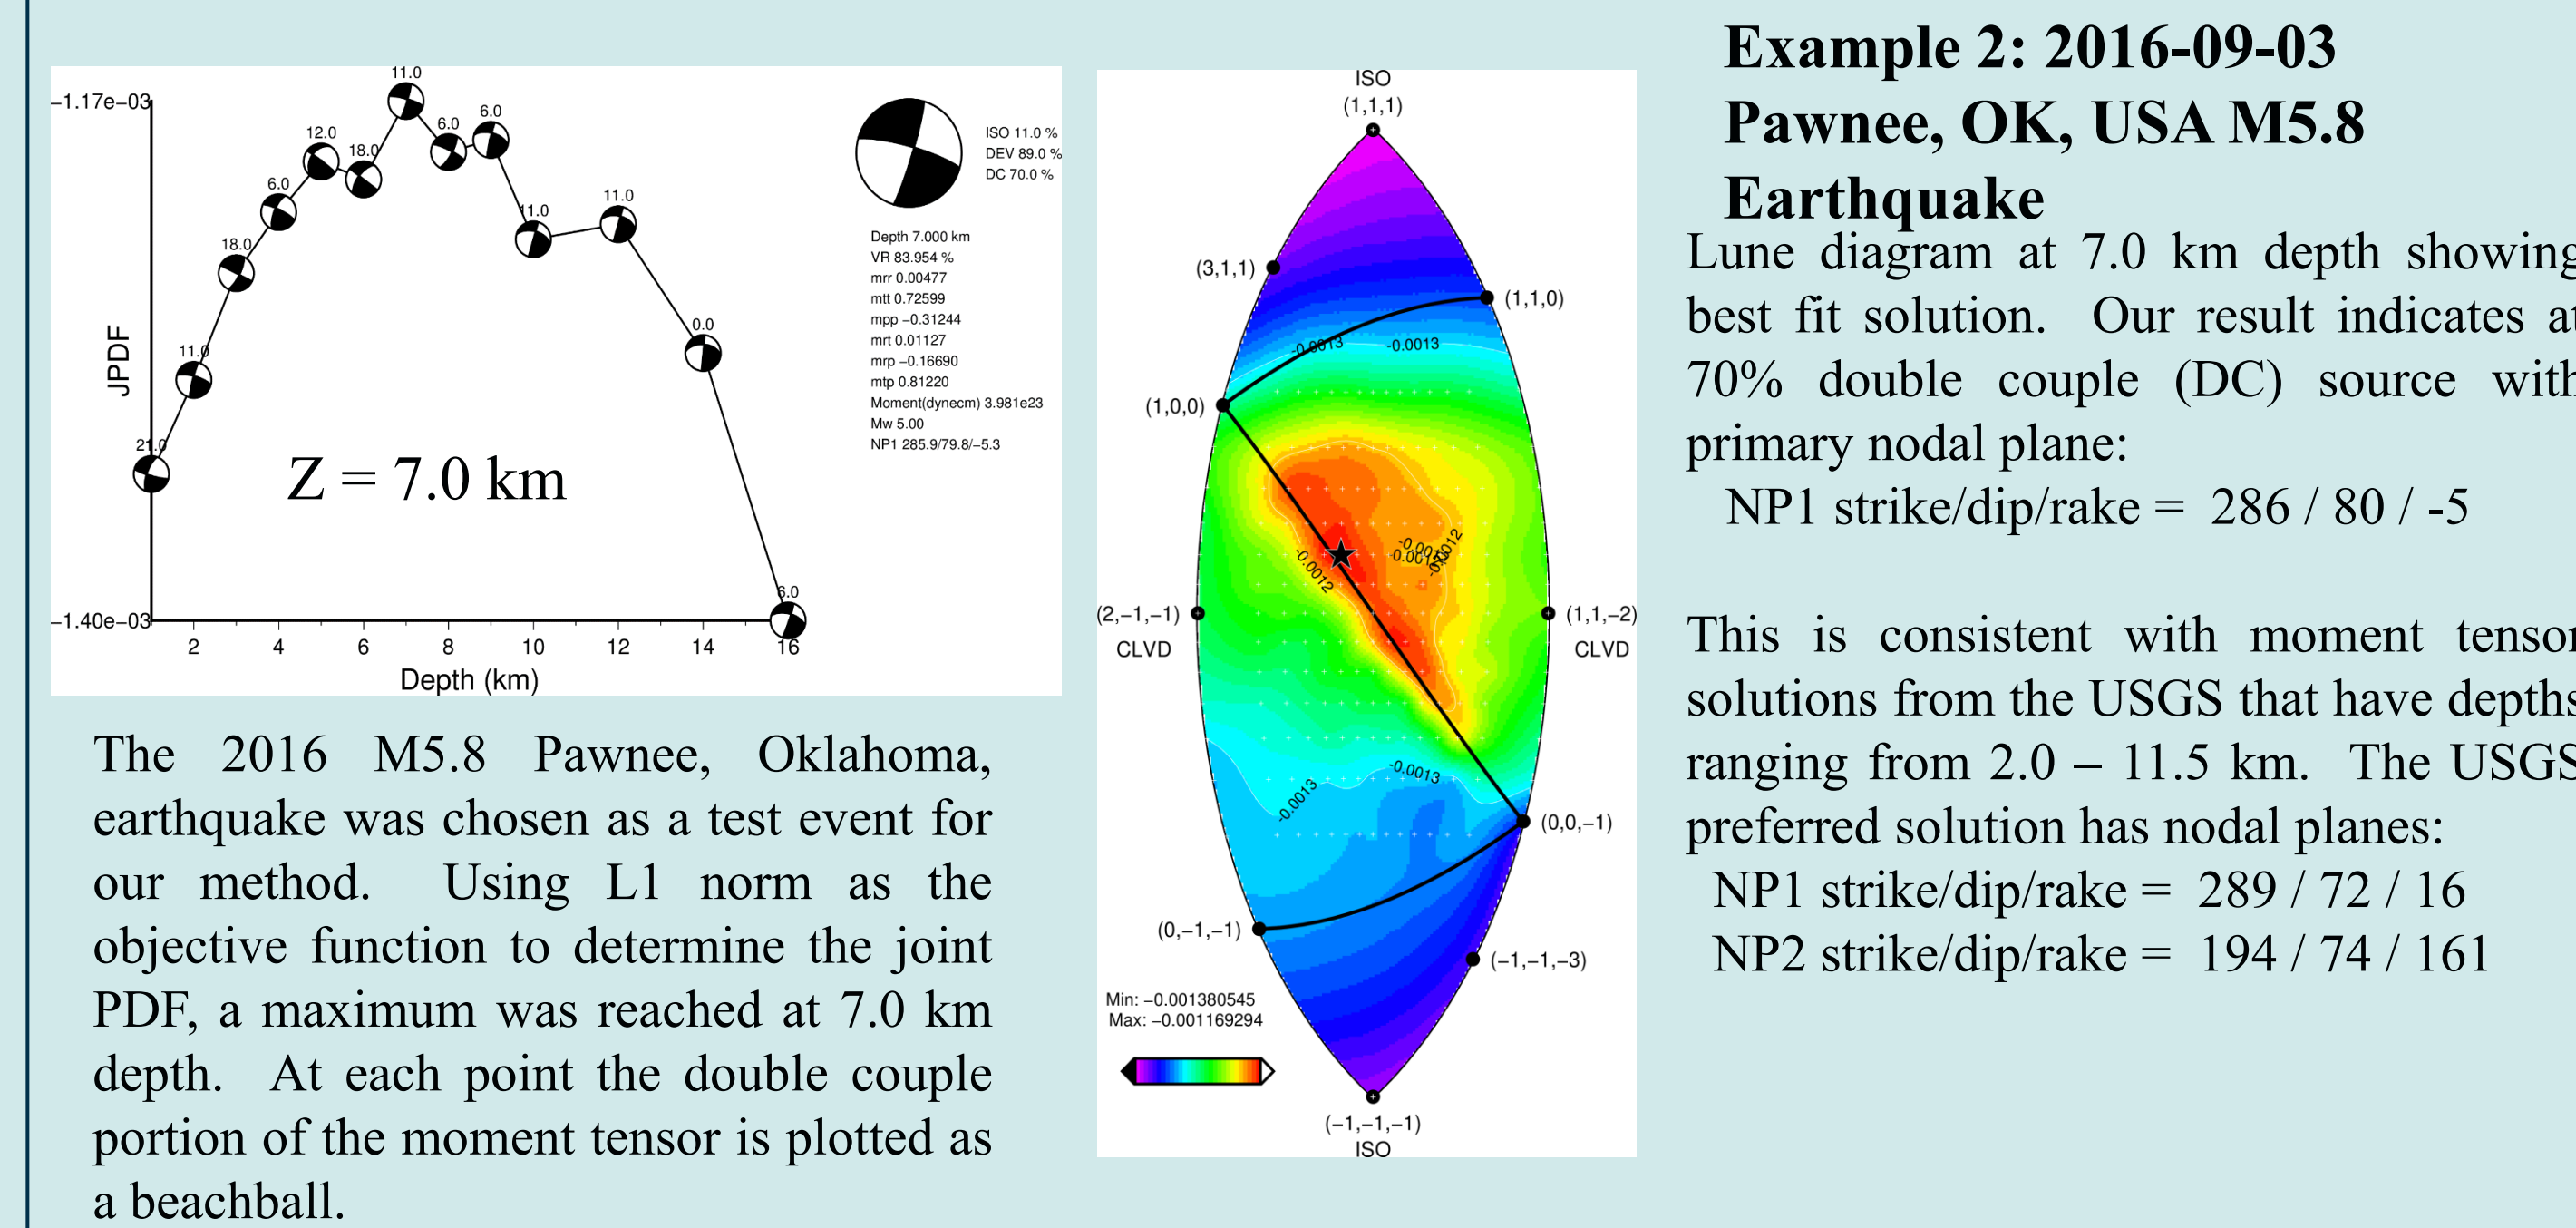 −1.17e−03
−1.40e−03
JPDF
21.0
11.0
18.0
6.0
12.0
18.0
11.0
6.0
6.0
11.0
11.0
0.0
6.0
2 4 6 8 10 12 14 16
Depth (km)
Z = 7.0 km
ISO 11.0 %
DEV 89.0 %
DC 70.0 %
Depth 7.000 km
VR 83.954 %
mrr 0.00477
mtt 0.72599
mpp −0.31244
mrt 0.01127
mrp −0.16690
mtp 0.81220
Moment(dynecm) 3.981e23
Mw 5.00
NP1 285.9/79.8/−5.3
The 2016 M5.8 Pawnee, Oklahoma,
earthquake was chosen as a test event for
our method. Using L1 norm as the
objective function to determine the joint
PDF, a maximum was reached at 7.0 km
depth. At each point the double couple
portion of the moment tensor is plotted as
a beachball.
ISO
(1,1,1)
(3,1,1)
(1,1,0)
-0.0013
-0.0013
(1,0,0)
-0.0012
-0.0012
(2,−1,−1)
CLVD
(1,1,−2)
CLVD
-0.0013
-0.0013
(0,0,−1)
(0,−1,−1)
(−1,−1,−3)
Min: −0.001380545
Max: −0.001169294
(−1,−1,−1)
ISO
Example 2: 2016-09-03
Pawnee, OK, USA M5.8
Earthquake
Lune diagram at 7.0 km depth showing
best fit solution. Our result indicates at
70% double couple (DC) source with
primary nodal plane:
NP1 strike/dip/rake = 286 / 80 / -5
This is consistent with moment tensor
solutions from the USGS that have depths
ranging from 2.0 – 11.5 km. The USGS
preferred solution has nodal planes:
NP1 strike/dip/rake = 289 / 72 / 16
NP2 strike/dip/rake = 194 / 74 / 161